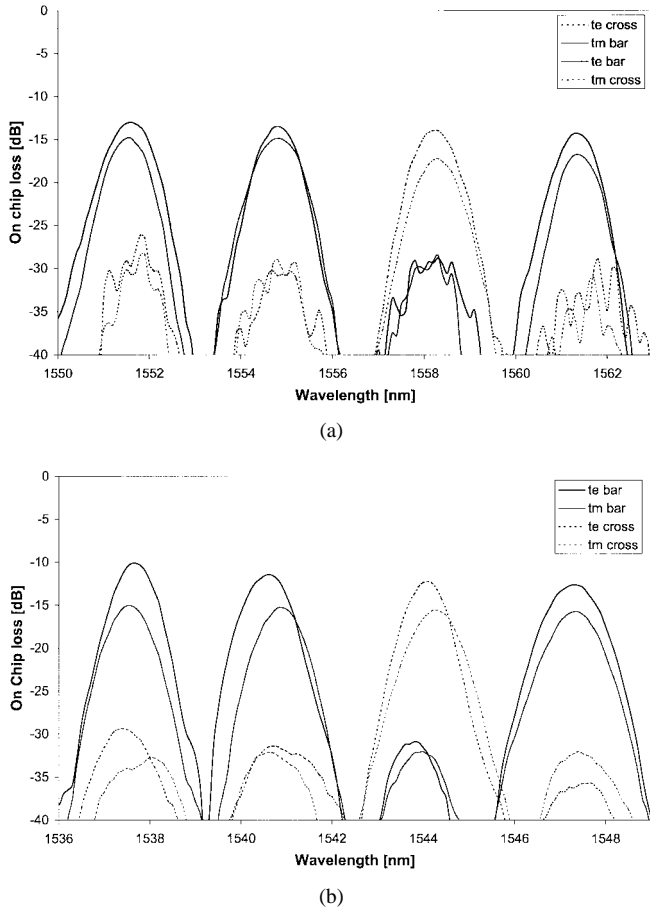 0
-5
-10
-15
-20
-25
-30
-35
-40
On chip loss [dB]
te cross
tm bar
te bar
tm cross
1550 1552 1554 1556 1558 1560 1562
Wavelength [nm]
(a)
0
-5
-10
-15
-20
-25
-30
-35
-40
On Chip loss [dB]
te bar
tm bar
te cross
tm cross
1536 1538 1540 1542 1544 1546 1548
Wavelength [nm]
(b)